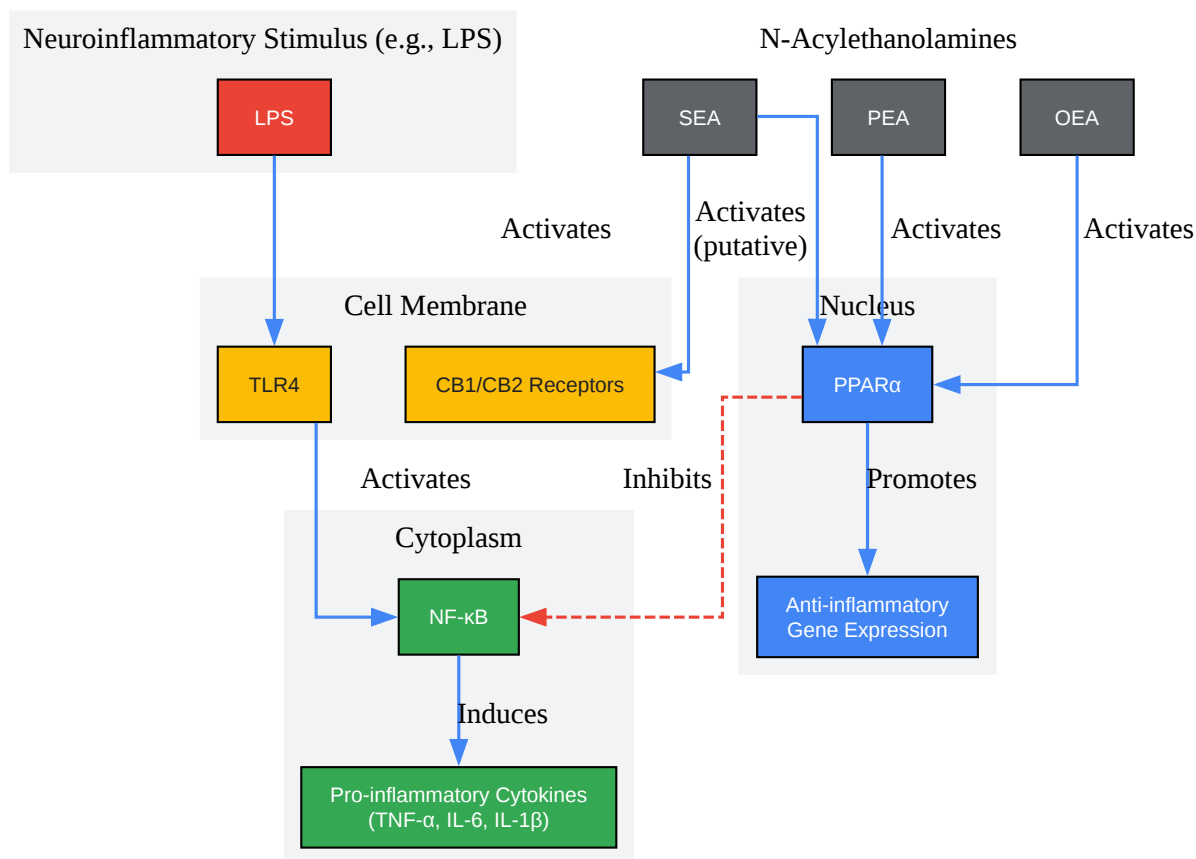 Neuroinflammatory Stimulus (e.g., LPS)
N-Acylethanolamines
LPS
SEA
PEA
OEA
Activates
Activates
(putative)
Activates
Activates
Cell Membrane
Nucleus
TLR4
CB1/CB2 Receptors
PPARα
Activates
Inhibits
Promotes
Cytoplasm
NF-κB
Anti-inflammatory
Gene Expression
Induces
Pro-inflammatory Cytokines
(TNF-α, IL-6, IL-1β)